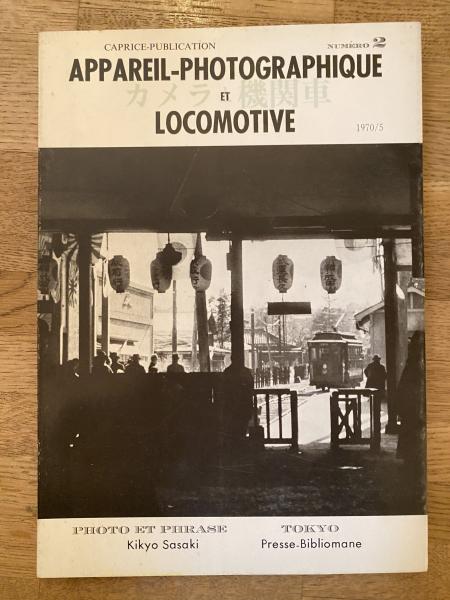 CAPRICE-PUBLICATION
NUMÉRO 2
APPAREIL-PHOTOGRAPHIQUE
カメラと機関車
ET
LOCOMOTIVE
1970/5
PHOTO ET PHRASE
TOKYO
Kikyo Sasaki
Presse-Bibliomane